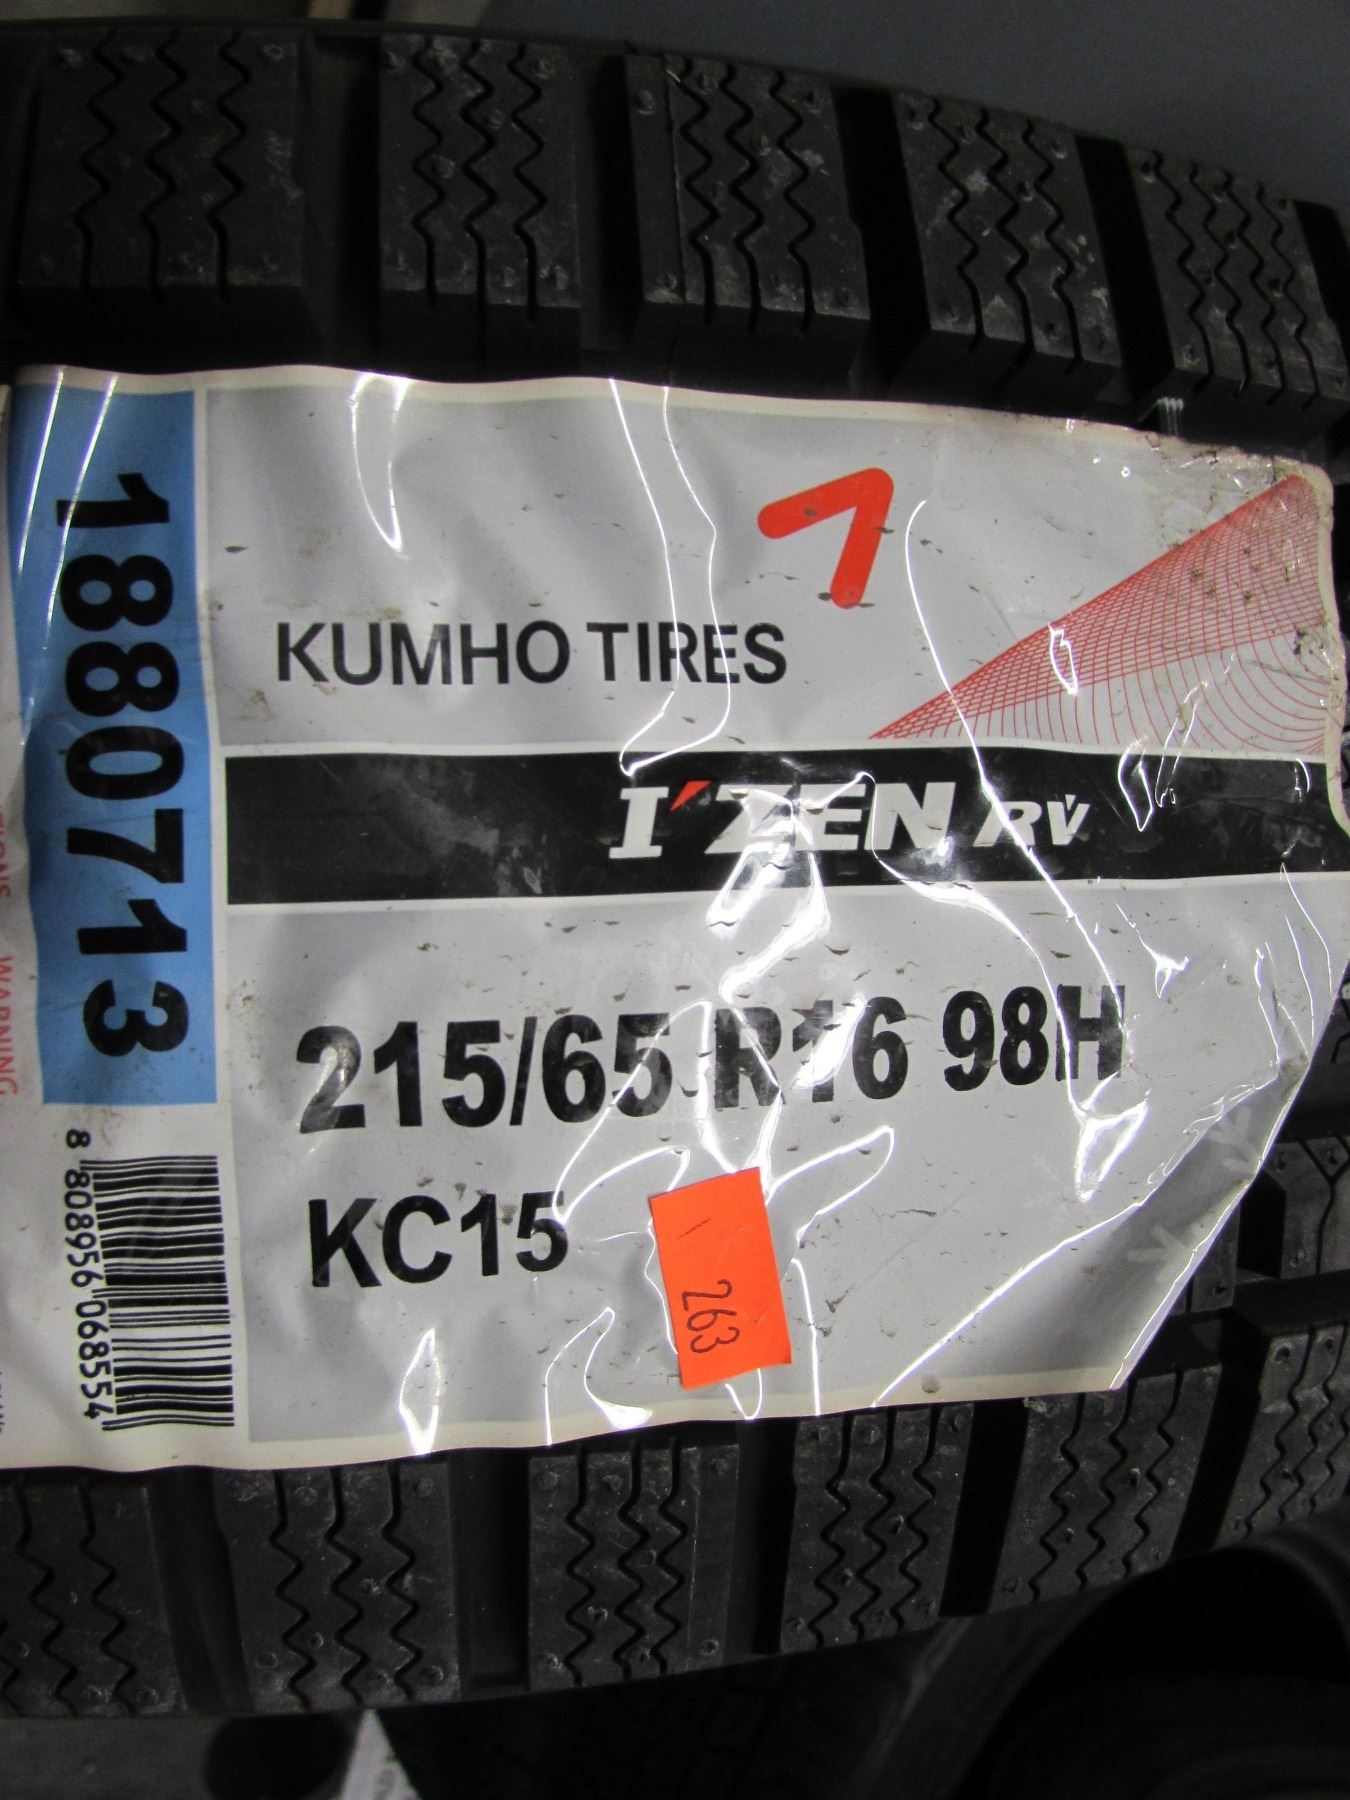 1880713
8 808956 068554
KUMHO TIRES
I'ZEN RV
215/65 R16 98H
KC15
263
WARNING